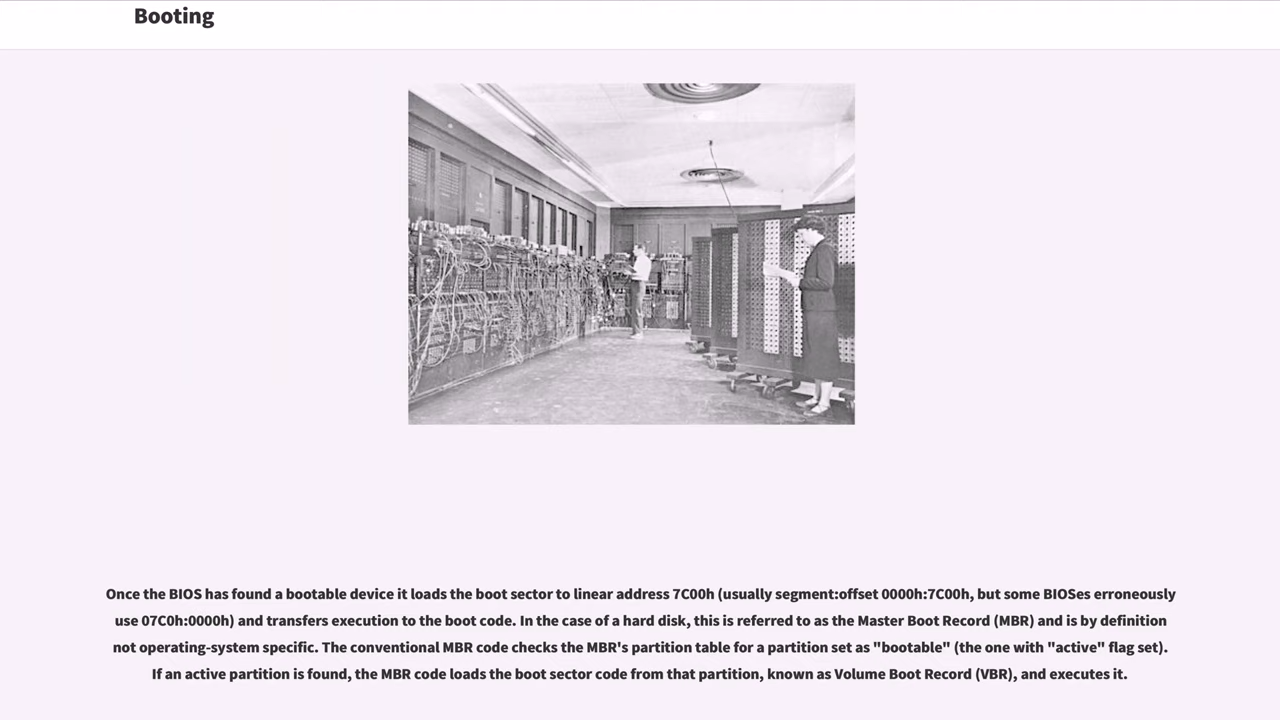 Booting
Once the BIOS has found a bootable device it loads the boot sector to linear address 7C00h (usually segment:offset 0000h:7C00h, but some BIOSes erroneously
use 07C0h:0000h) and transfers execution to the boot code. In the case of a hard disk, this is referred to as the Master Boot Record (MBR) and is by definition
not operating-system specific. The conventional MBR code checks the MBR's partition table for a partition set as "bootable" (the one with "active" flag set).
If an active partition is found, the MBR code loads the boot sector code from that partition, known as Volume Boot Record (VBR), and executes it.